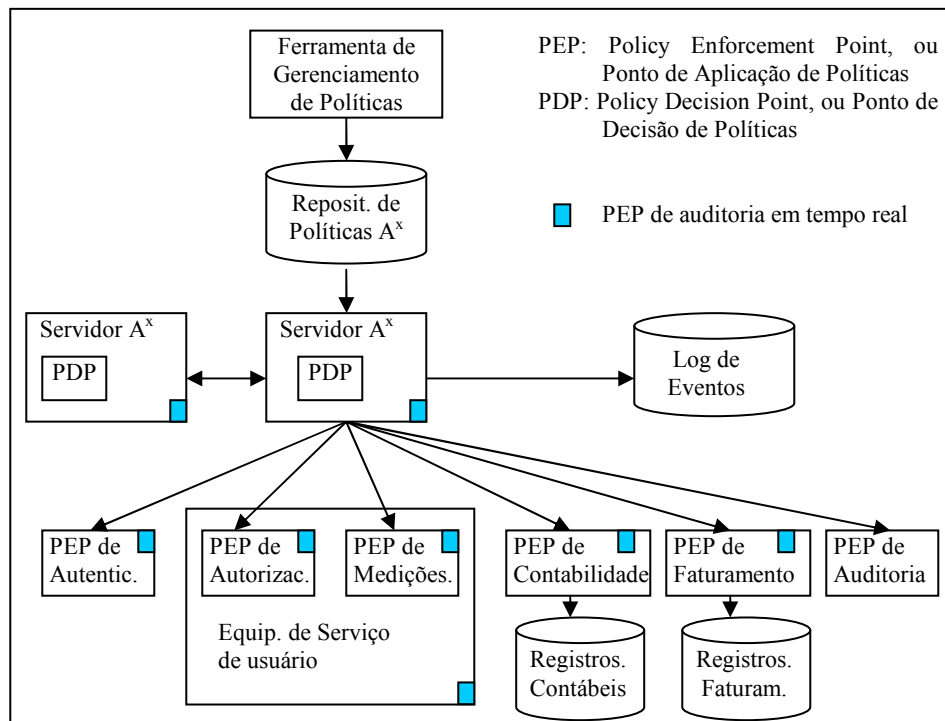 Ferramenta de
Gerenciamento
de Políticas
PEP: Policy Enforcement Point, ou
Ponto de Aplicação de Políticas
PDP: Policy Decision Point, ou Ponto de
Decisão de Políticas
Reposit. de
Políticas Aˣ
PEP de auditoria em tempo real
Servidor Aˣ
PDP
Servidor Aˣ
PDP
Log de
Eventos
PEP de
Autentic.
PEP de
Autorizac.
PEP de
Medições.
Equip. de Serviço
de usuário
PEP de
Contabilidade
PEP de
Faturamento
PEP de
Auditoria
Registros.
Contábeis
Registros.
Faturam.